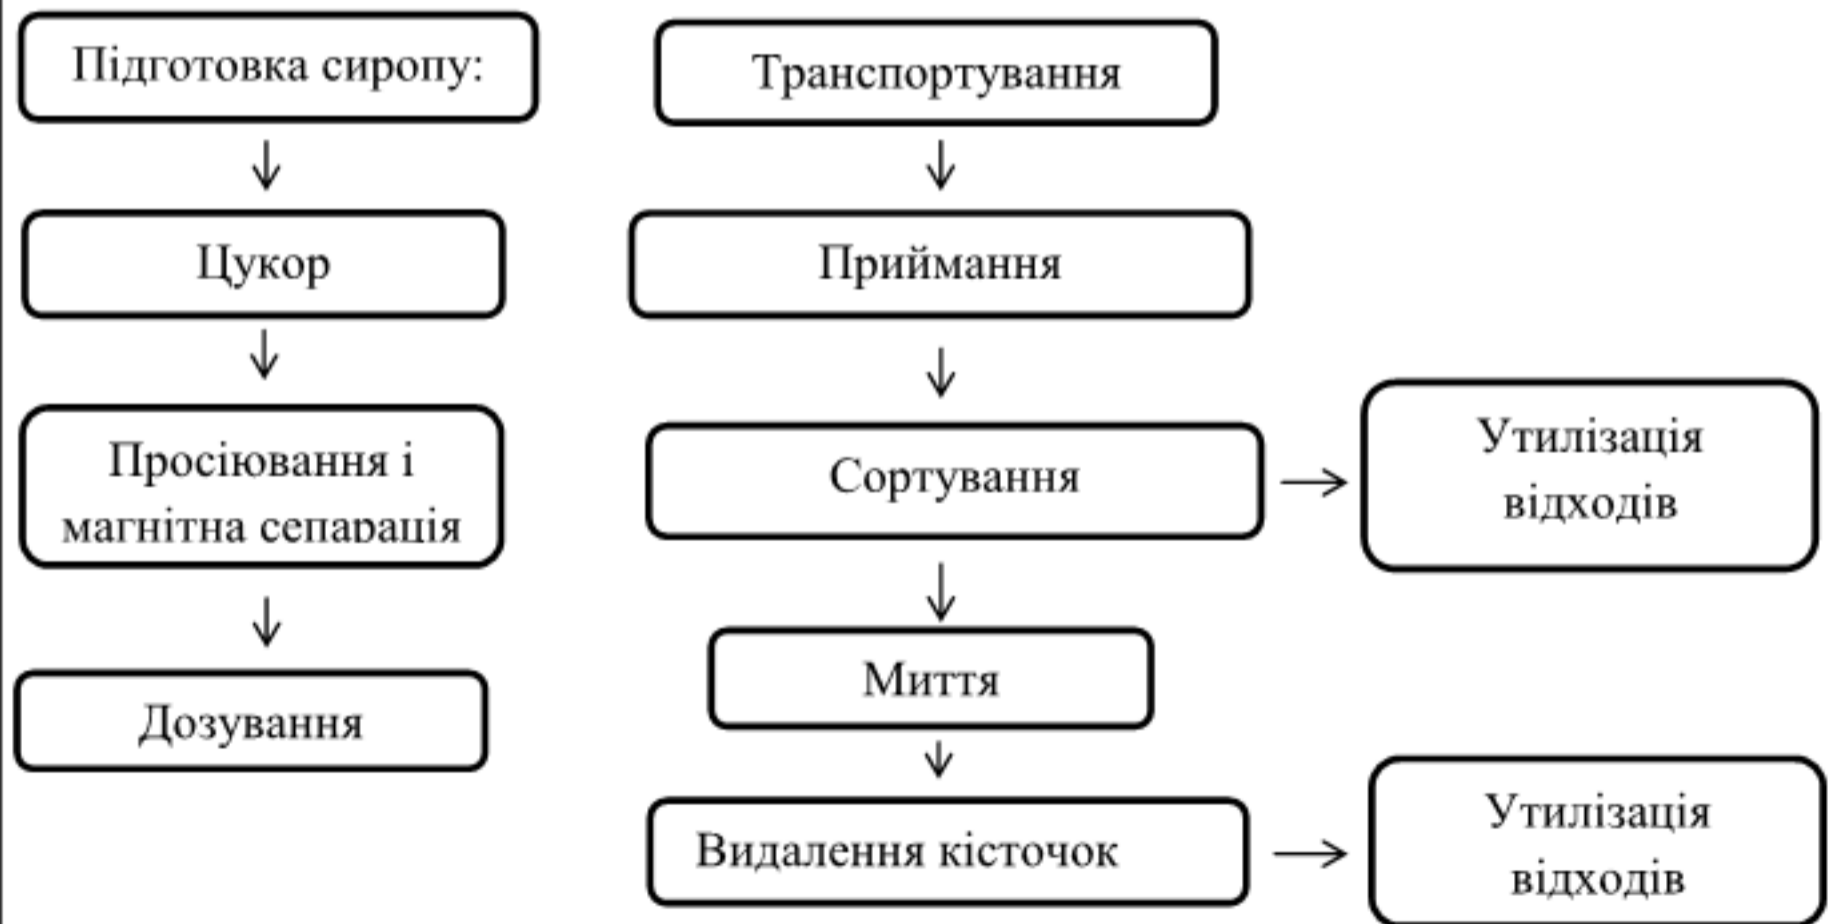 Підготовка сиропу:
Цукор
Просіювання і
магнітна сепарація
Дозування
Транспортування
Приймання
Сортування
Утилізація
відходів
Миття
Видалення кісточок
Утилізація
відходів